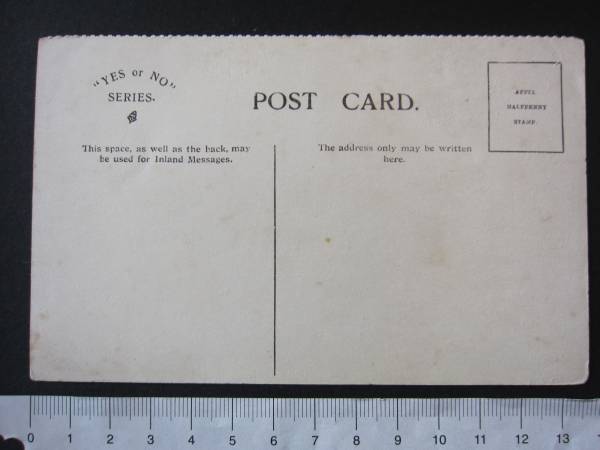 "YES or NO"
SERIES.
POST CARD.
AFFIX
HALFPENNY
STAMP.
This space, as well as the back, may
be used for Inland Messages.
The address only may be written
here.
0 1 2 3 4 5 6 7 8 9 10 11 12 13